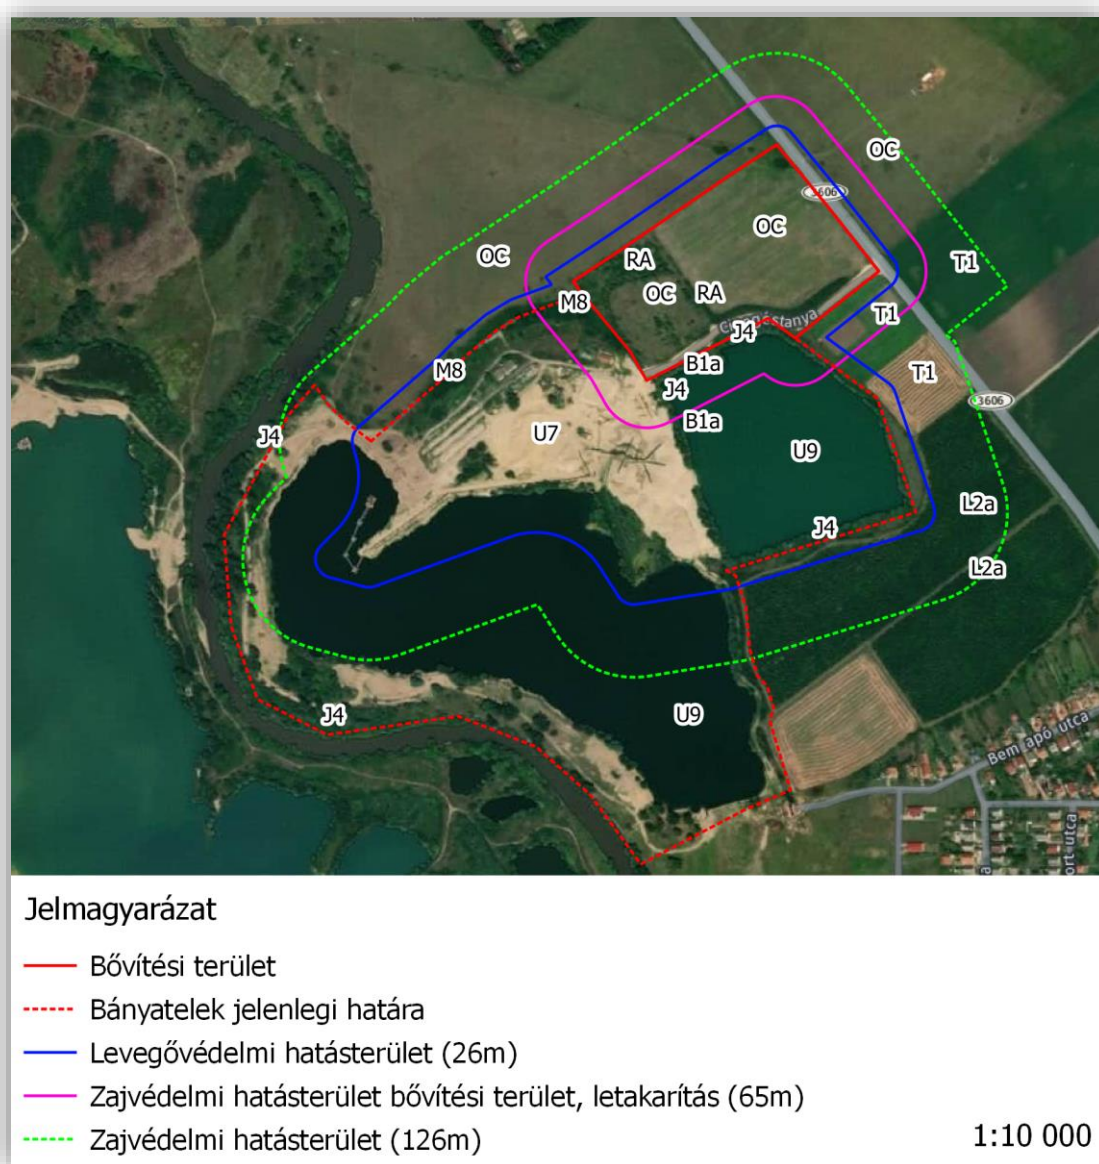 OC
3606
OC
OC
RA
T1
OC
RA
M8
T1
J4
B1a
M8
T1
J4
3606
B1a
J4
U7
U9
L2a
J4
L2a
J4
U9
Bem apó utca
ort utca
a
Jelmagyarázat
Bővítési terület
Bányatelek jelenlegi határa
Levegővédelmi hatásterület (26m)
Zajvédelmi hatásterület bővítési terület, letakarítás (65m)
Zajvédelmi hatásterület (126m)
1:10 000